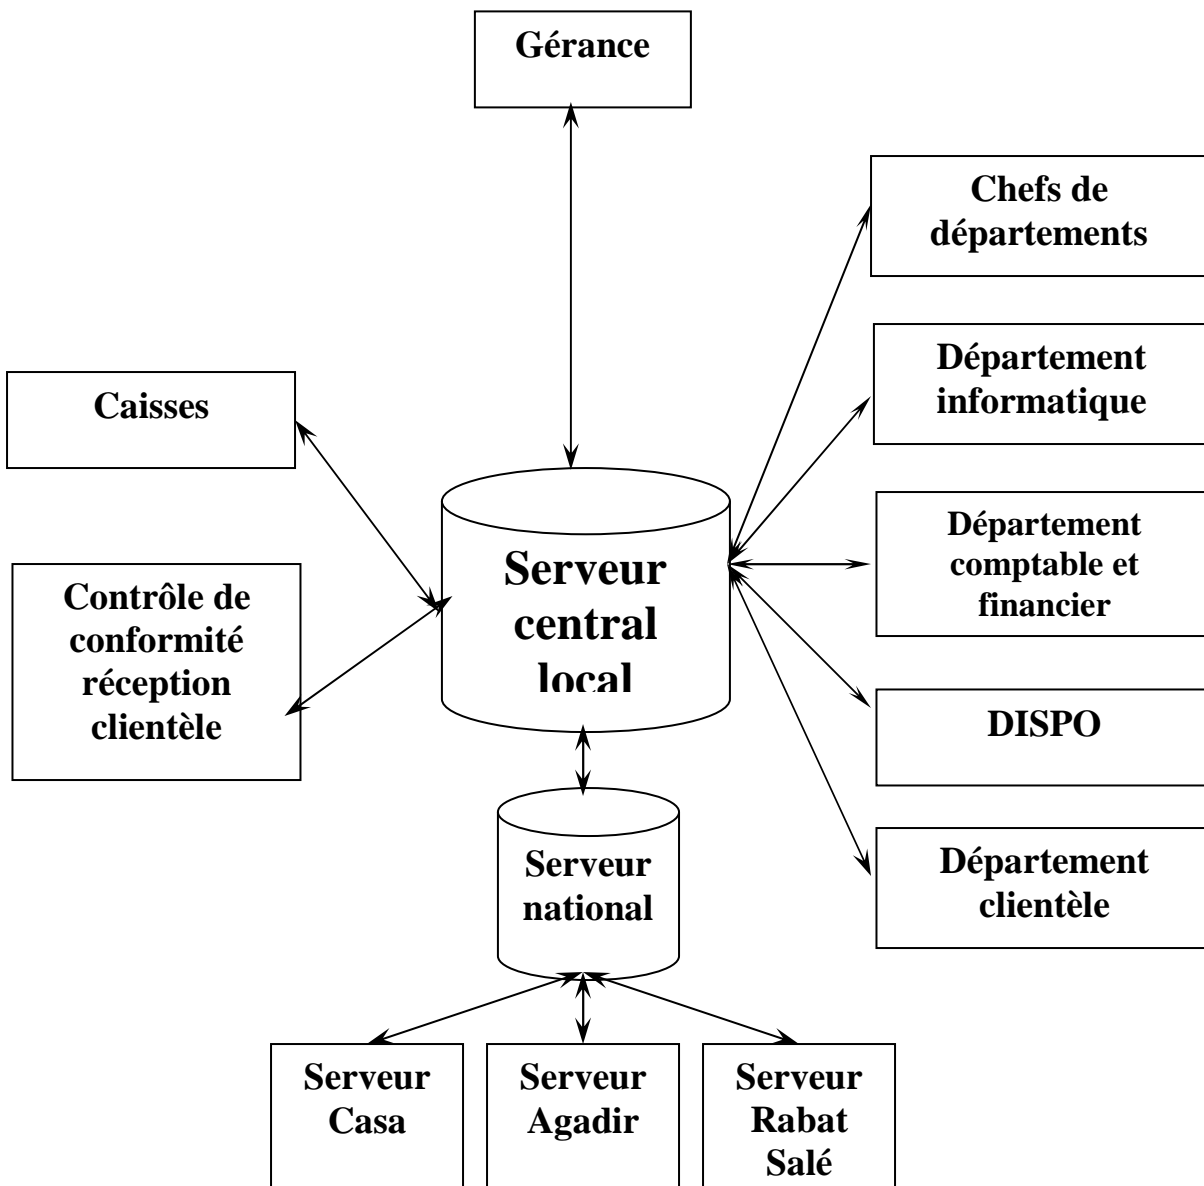 Gérance
Chefs de
départements
Département
informatique
Caisses
Département
comptable et
financier
Serveur
central
local
Contrôle de
conformité
réception
clientèle
DISPO
Serveur
national
Département
clientèle
Serveur
Casa
Serveur
Agadir
Serveur
Rabat
Salé